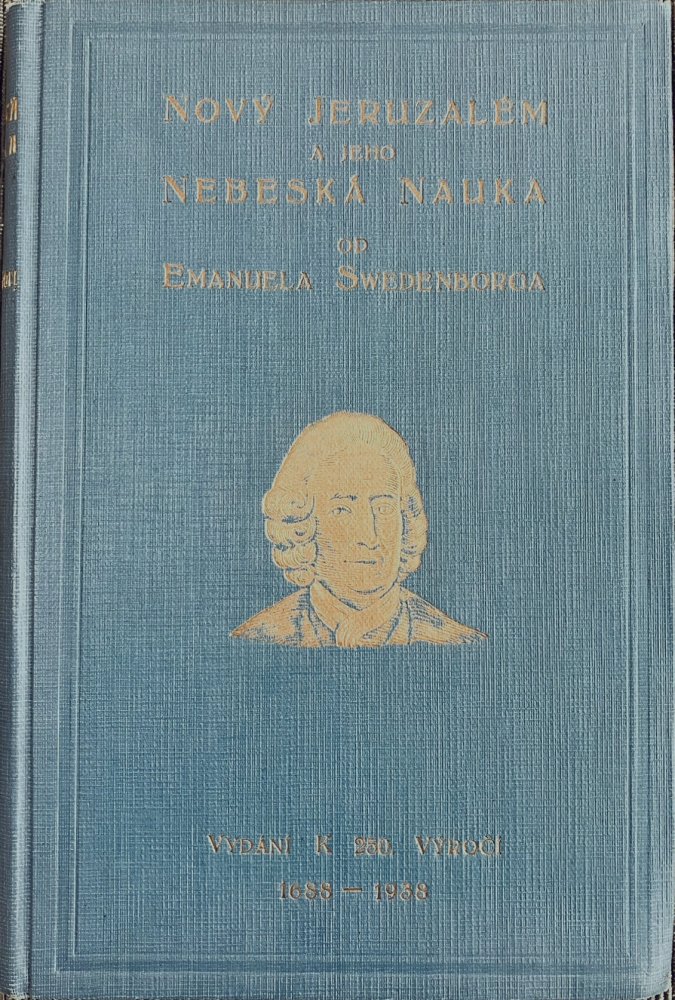 Nový Jeruzalém
a jeho
Nebeská Nauka
od
Emanuela Swedenborga
Vydání k 250. výročí
1688 – 1938